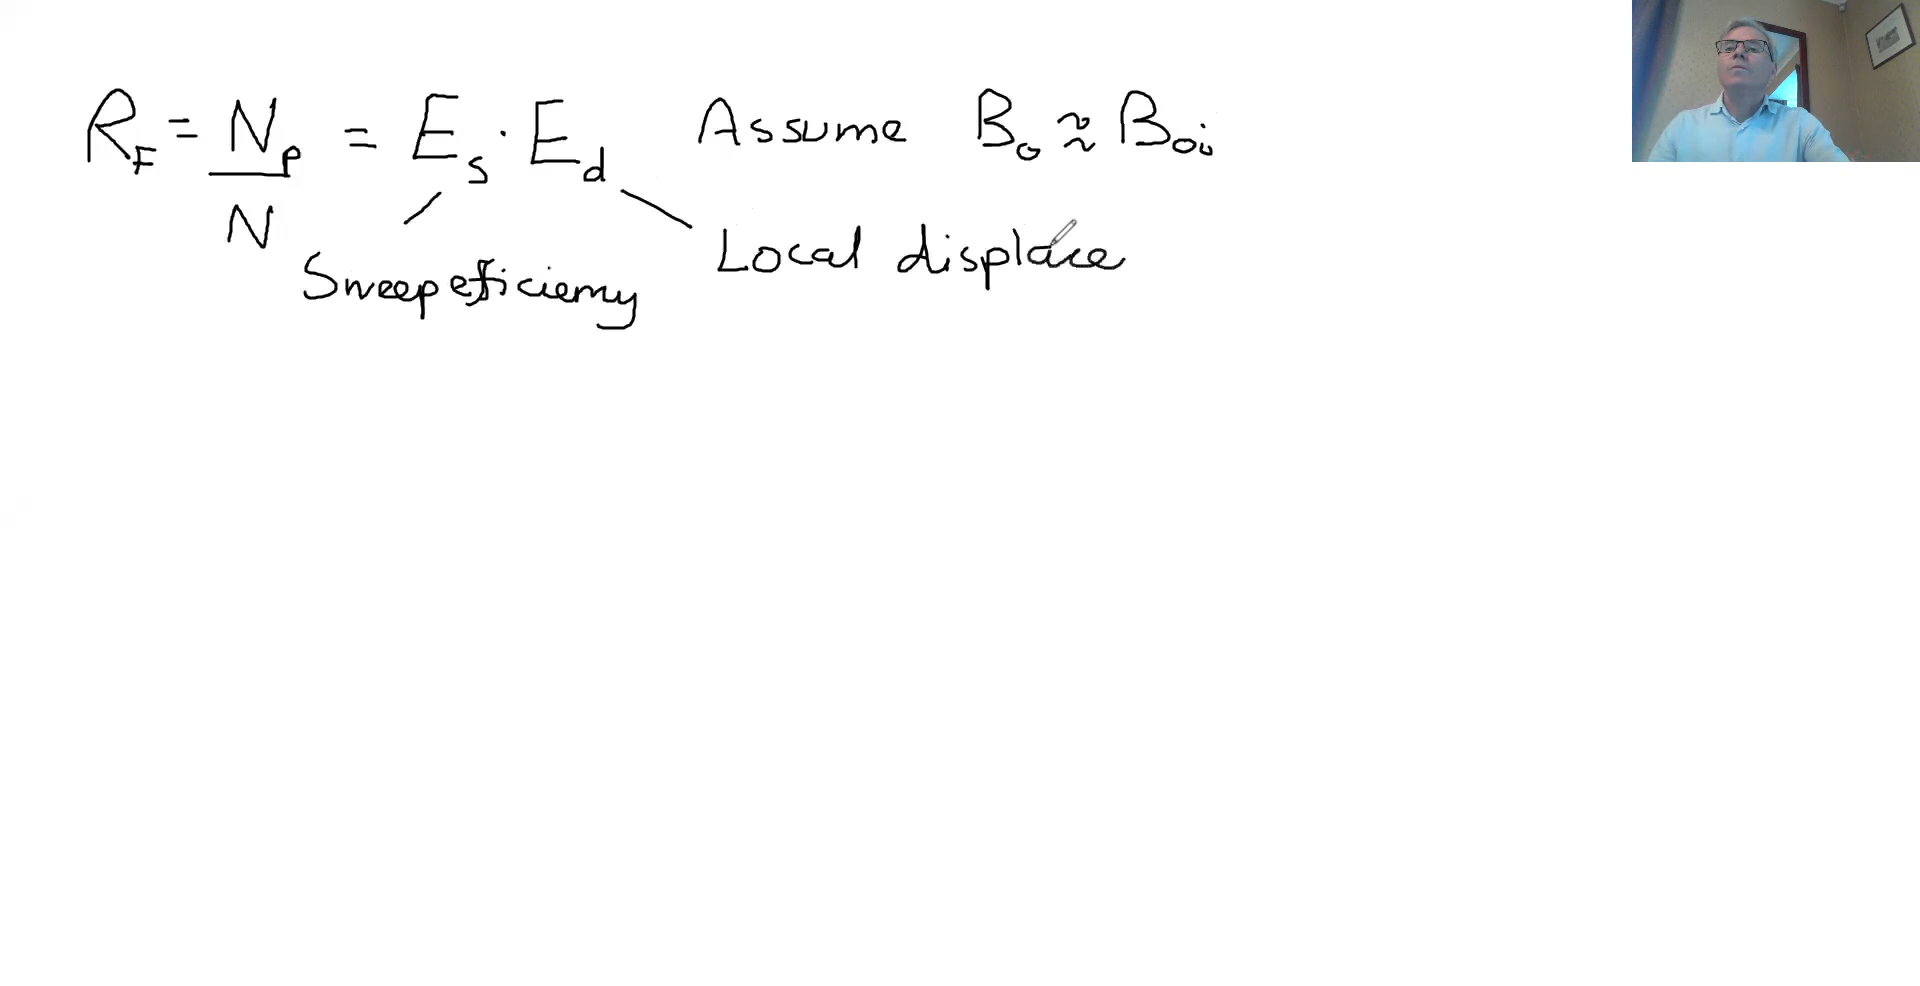 R_F = N_p / N = E_s · E_d Assume B_o ≈ B_oi
Sweep efficiency Local displace